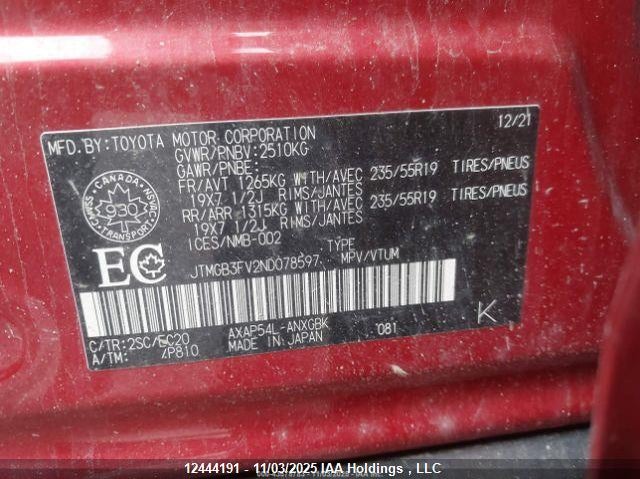 MFD.BY:TOYOTA MOTOR CORPORATION 12/21
GVWR/PNBV:2510KG
GAWR/PNBE:
FR/AVT 1265KG WITH/AVEC 235/55R19 TIRES/PNEUS
19X7 1/2J RIMS/JANTES
RR/ARR 1315KG WITH/AVEC 235/55R19 TIRES/PNEUS
19X7 1/2J RIMS/JANTES
ICES/NMB-002
CANADA
930
TRANSPORT
EC
TYPE
JTMGB3FV2ND078597 MPV/VTUM
C/TR:2SC/EC20 AXAP54L-ANXGBK 081 K
A/TM: /P810 MADE IN JAPAN
12444191 - 11/03/2025 IAA Holdings , LLC